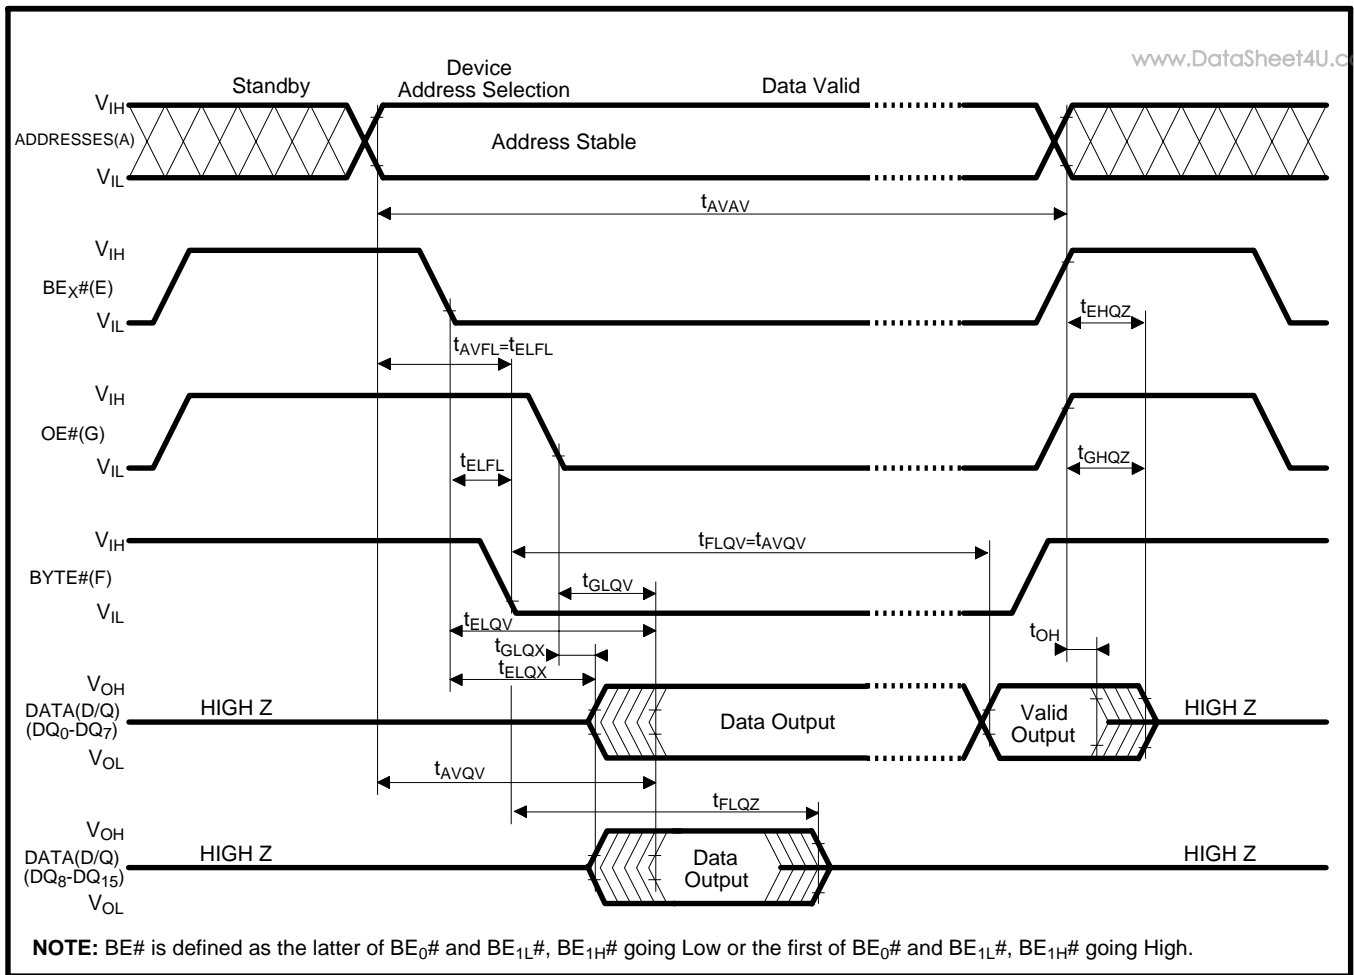 www.DataSheet4U.c
Standby
Device
Address Selection
Data Valid
VIH
ADDRESSES(A)
Address Stable
VIL
tAVAV
VIH
BEX#(E)
VIL
tEHQZ
tAVFL=tELFL
VIH
OE#(G)
VIL
tELFL
tGHQZ
VIH
tFLQV=tAVQV
BYTE#(F)
tGLQV
VIL
tELQV
tOH
tGLQX
tELQX
VOH
DATA(D/Q)
(DQ0-DQ7)
VOL
HIGH Z
Data Output
Valid
Output
HIGH Z
tAVQV
tFLQZ
VOH
DATA(D/Q)
(DQ8-DQ15)
VOL
HIGH Z
Data
Output
HIGH Z
NOTE: BE# is defined as the latter of BE0# and BE1L#, BE1H# going Low or the first of BE0# and BE1L#, BE1H# going High.